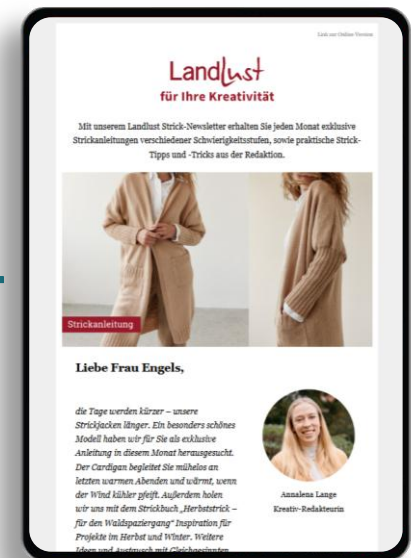 Link zur Online Version
Landlust
für Ihre Kreativität
Mit unserem Landlust Strick-Newsletter erhalten Sie jeden Monat exklusive
Strickanleitungen verschiedener Schwierigkeitsstufen, sowie praktische Strick-
Tipps und -Tricks aus der Redaktion.
Strickanleitung
Liebe Frau Engels,
die Tage werden kürzer – unsere
Strickjacken länger. Ein besonders schönes
Modell haben wir für Sie als exklusive
Anleitung in diesem Monat herausgesucht.
Der Cardigan begleitet Sie mühelos an
letzten warmen Abenden und wärmt, wenn
der Wind kühler pfeift. Außerdem holen
wir uns mit dem Strickbuch „Herbststrick –
für den Waldspaziergang" Inspiration für
Projekte im Herbst und Winter. Weitere
Ideen und Austausch mit Gleichgesinnten
Annalena Lange
Kreativ-Redakteurin